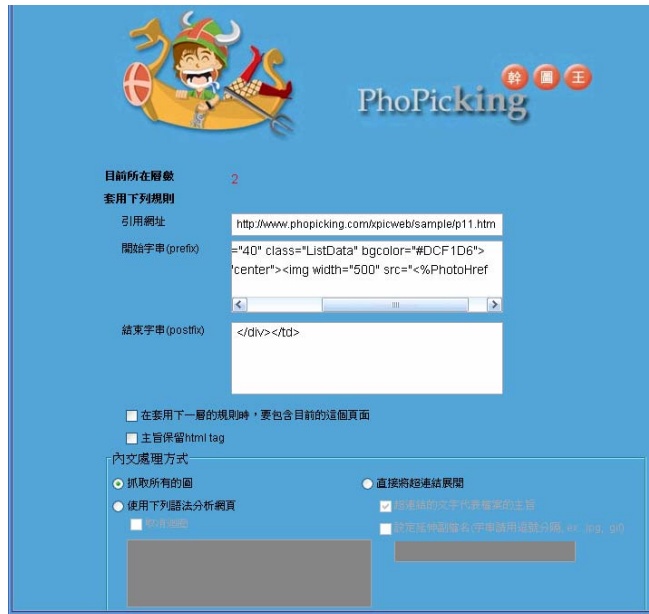 幹圖王
PhoPicking
目前所在層數 2
套用下列規則
引用網址 http://www.phopicking.com/xpicweb/sample/p11.htm
開始字串(prefix) ="40" class="ListData" bgcolor="#DCF1D6">
'center"><img width="500" src="<%PhotoHref
結束字串(postfix) </div></td>
在套用下一層的規則時，要包含目前的這個頁面
主旨保留html tag
內文處理方式
抓取所有的圖 直接將超連結展開
使用下列語法分析網頁 超連結的文字代表檔案的主旨
取消過濾 設定延伸副檔名(字串請用逗號分隔, ex: jpg, gif)